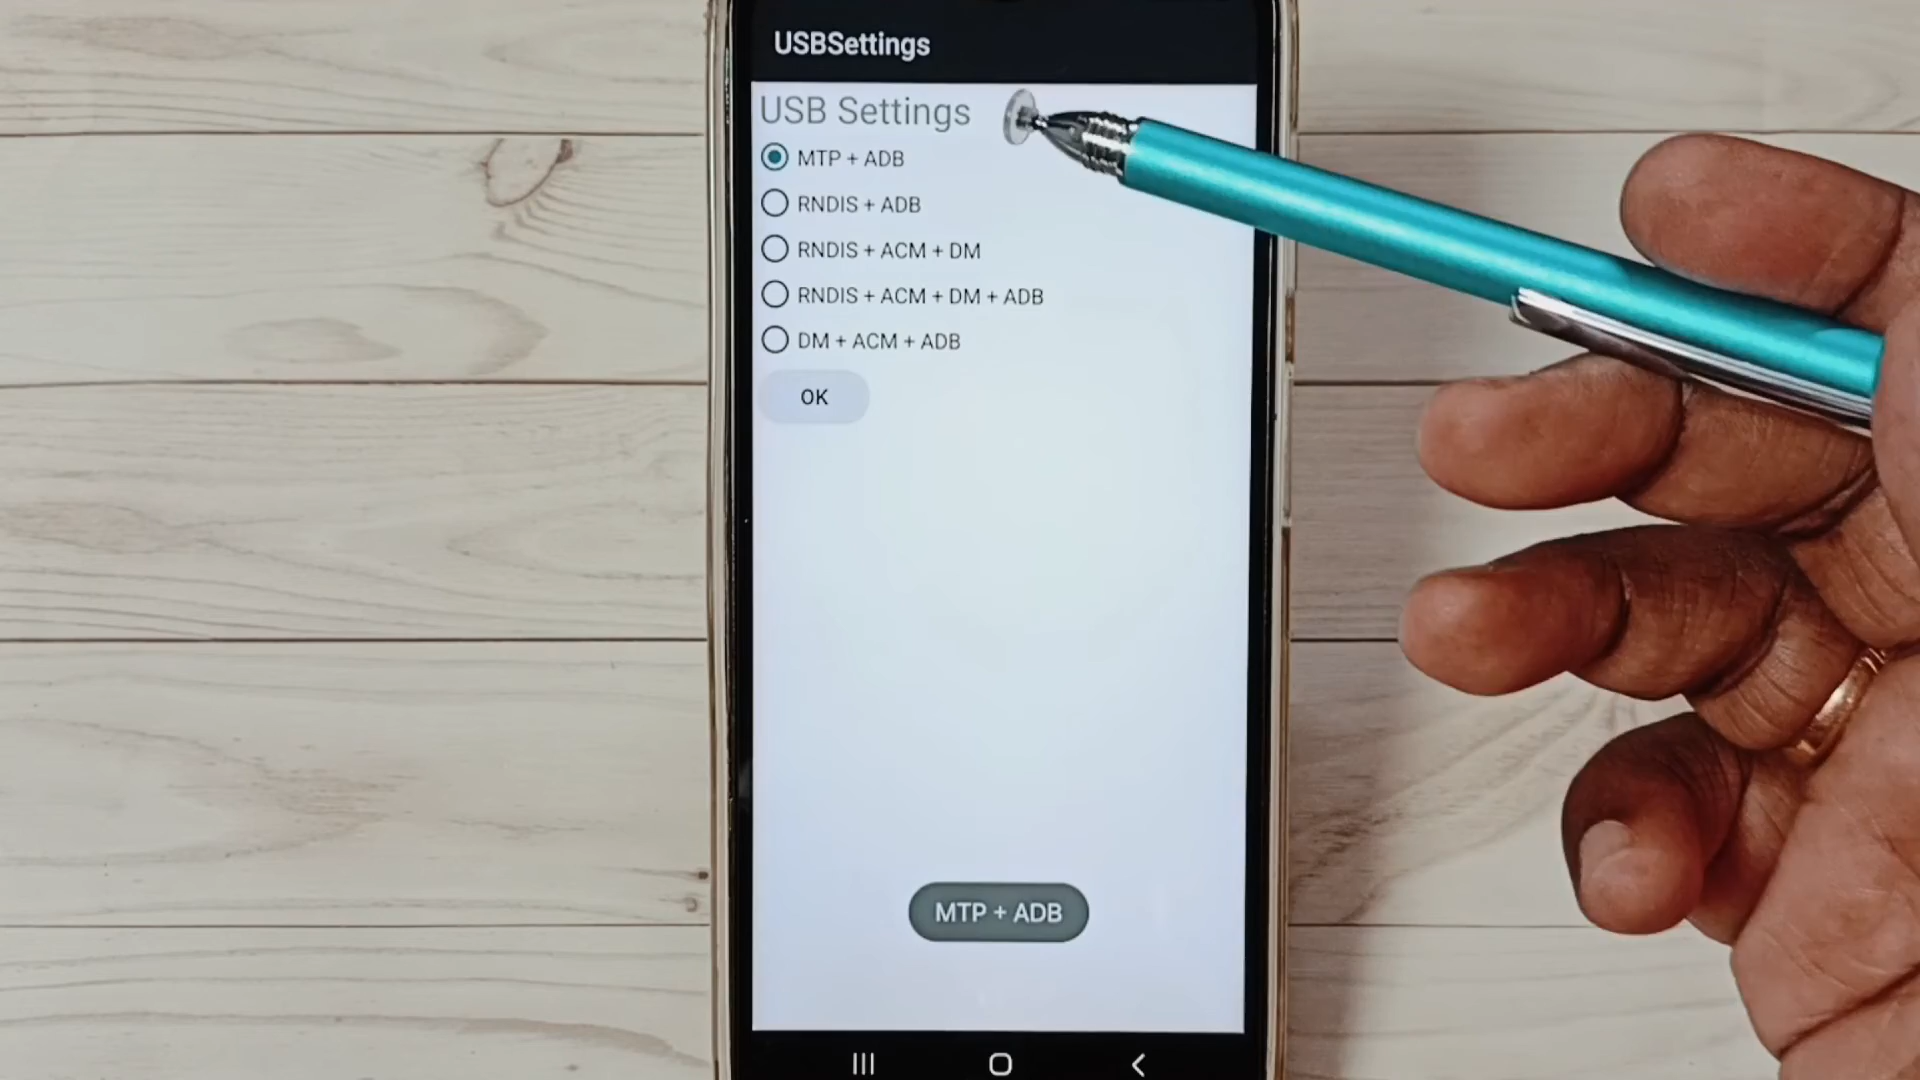 USBSettings
USB Settings
MTP + ADB
RNDIS + ADB
RNDIS + ACM + DM
RNDIS + ACM + DM + ADB
DM + ACM + ADB
OK
MTP + ADB